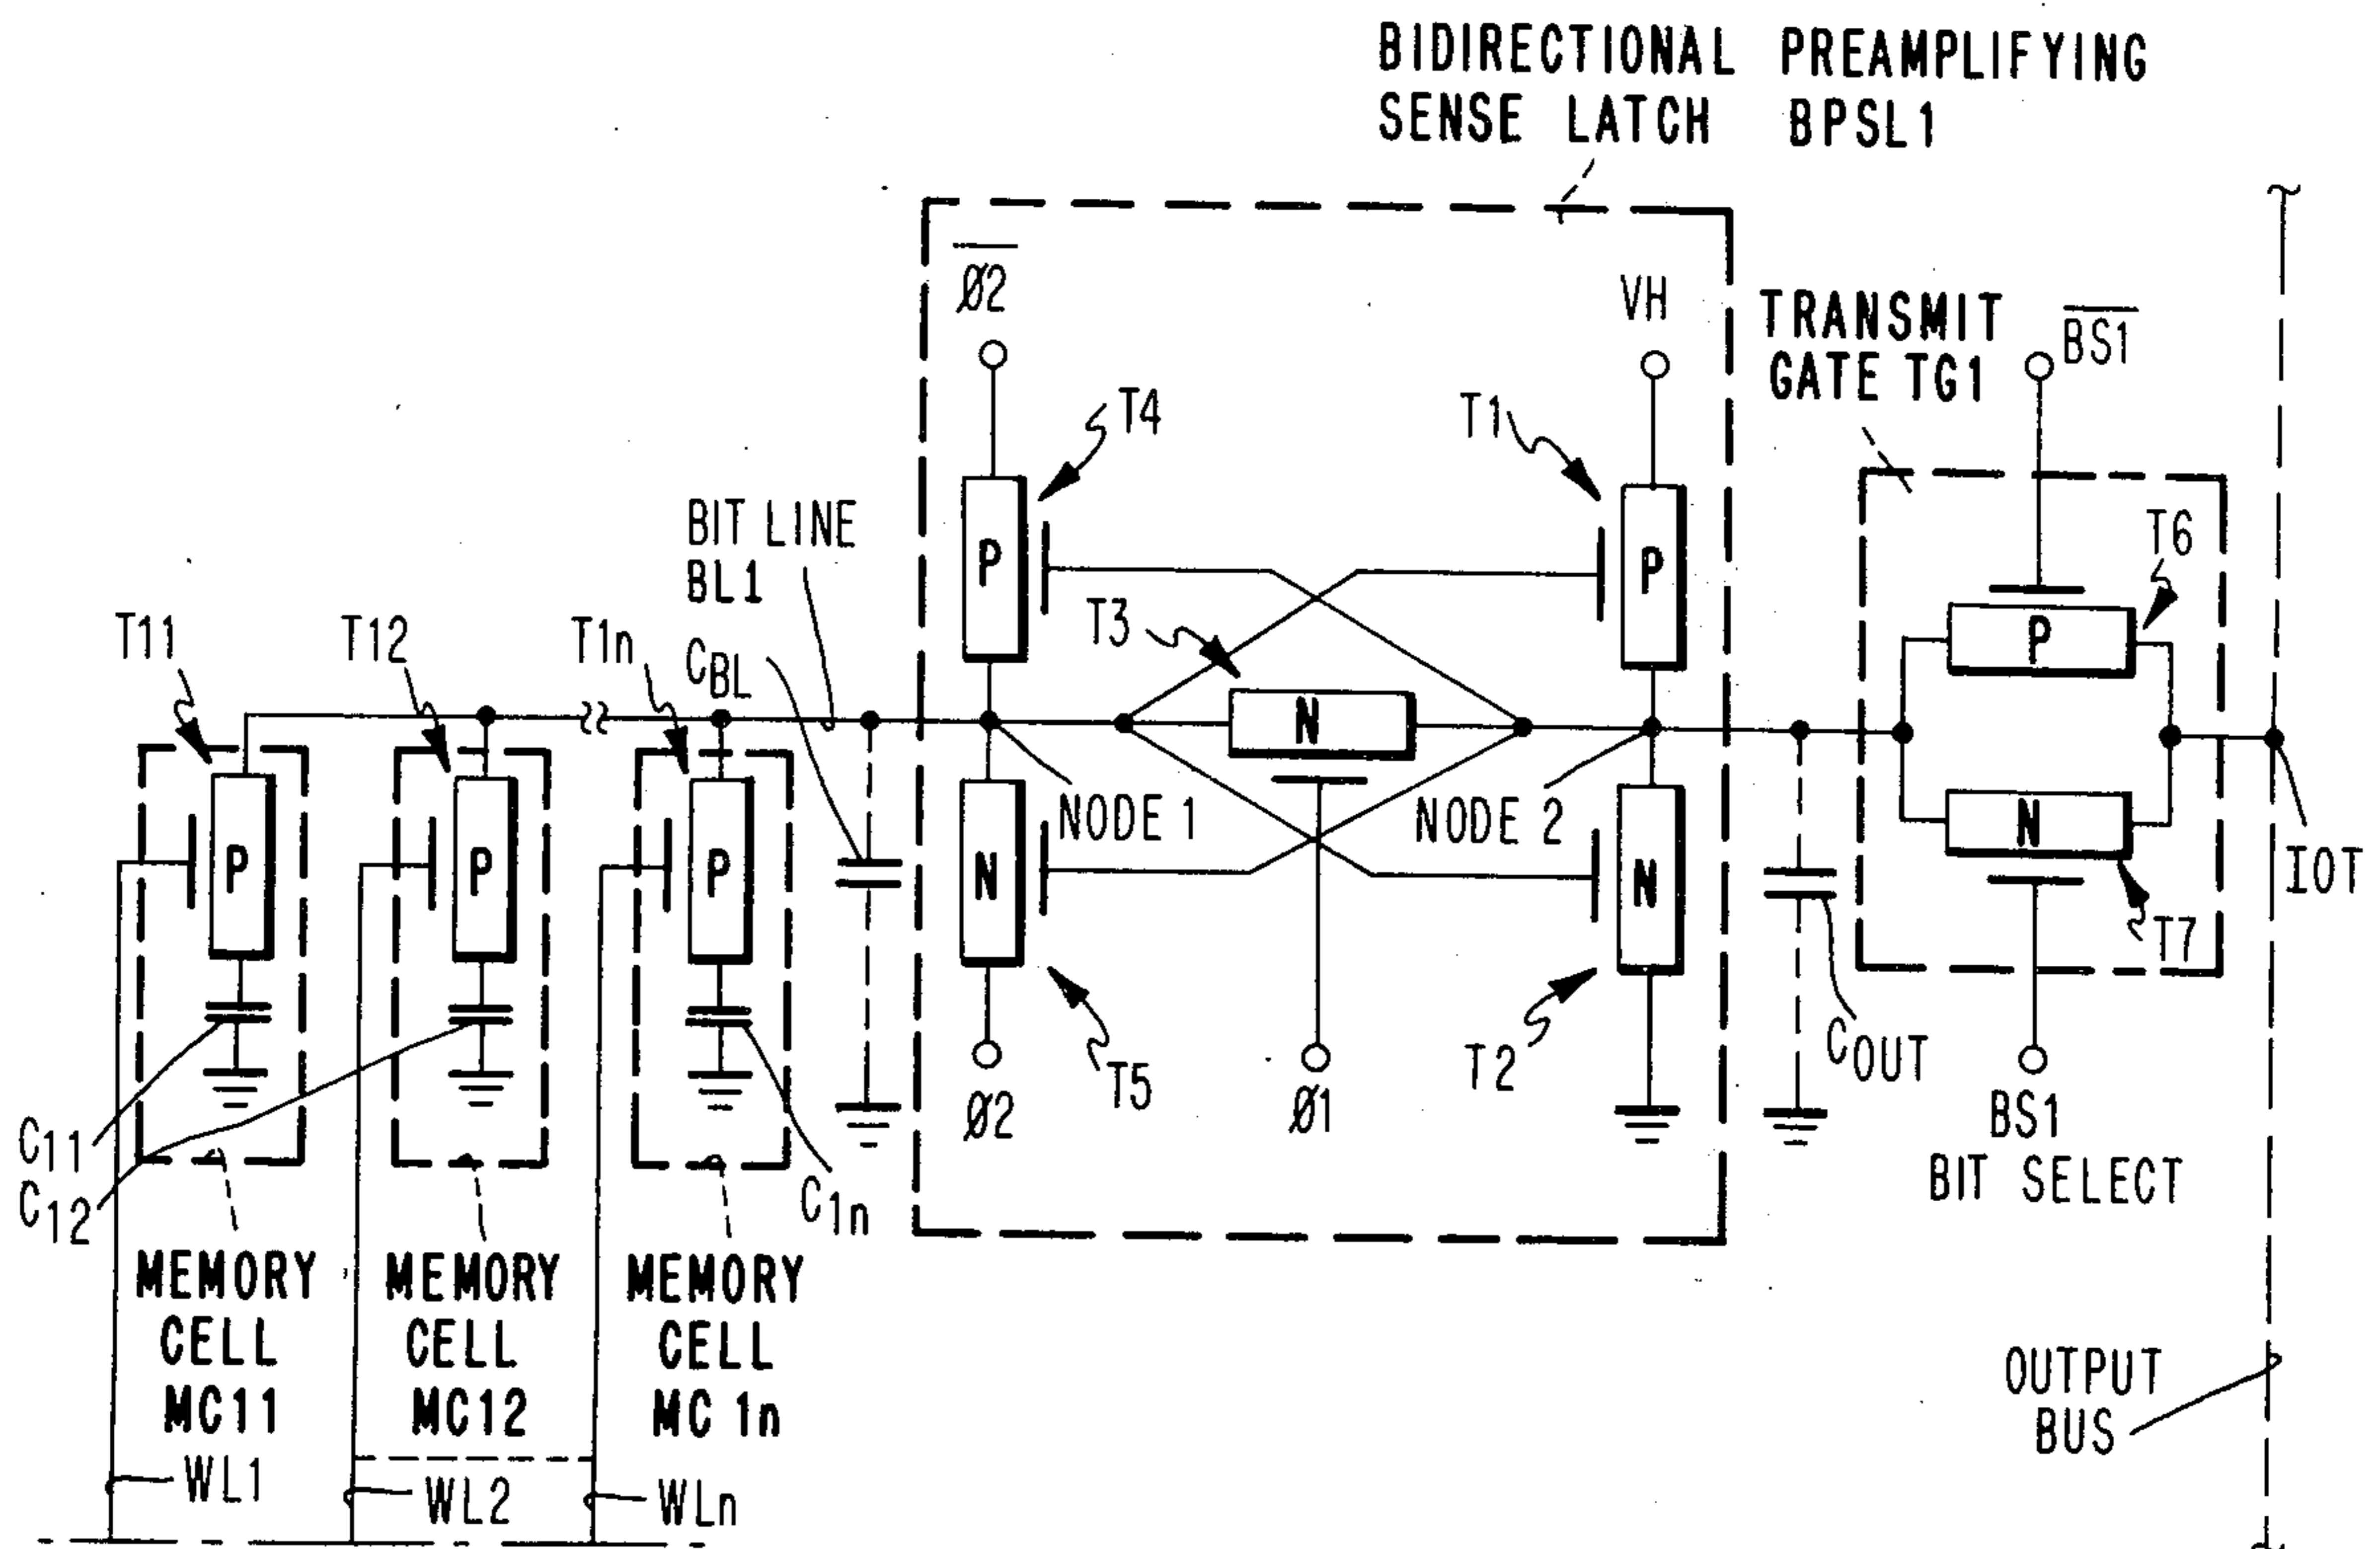 BIDIRECTIONAL PREAMPLIFYING
SENSE LATCH BPSL1
Ø2
VH
TRANSMIT
GATE TG1
BS1
T4
T1
BIT LINE
BL1
P
P
T6
T11
T12
T1n
CBL
T3
P
N
NODE 1
NODE 2
N
IOT
P
P
P
N
N
T7
T5
T2
COUT
Ø2
Ø1
BS1
BIT SELECT
C11
C12
C1n
MEMORY
CELL
MC11
MEMORY
CELL
MC12
MEMORY
CELL
MC 1n
OUTPUT
BUS
WL1
WL2
WLn